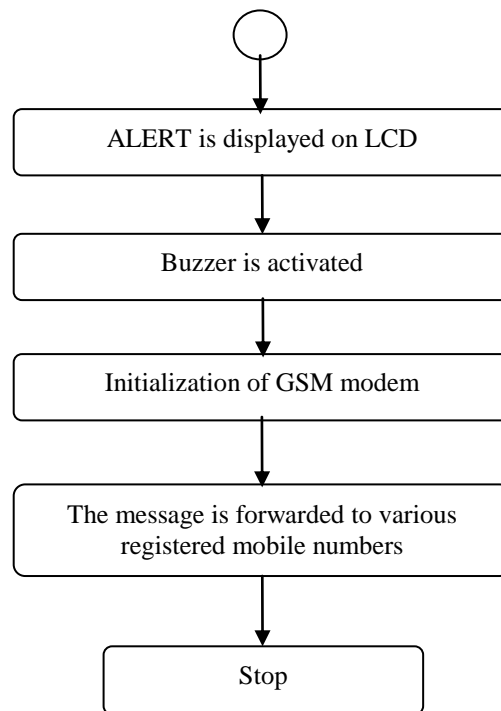 ALERT is displayed on LCD
Buzzer is activated
Initialization of GSM modem
The message is forwarded to various
registered mobile numbers
Stop